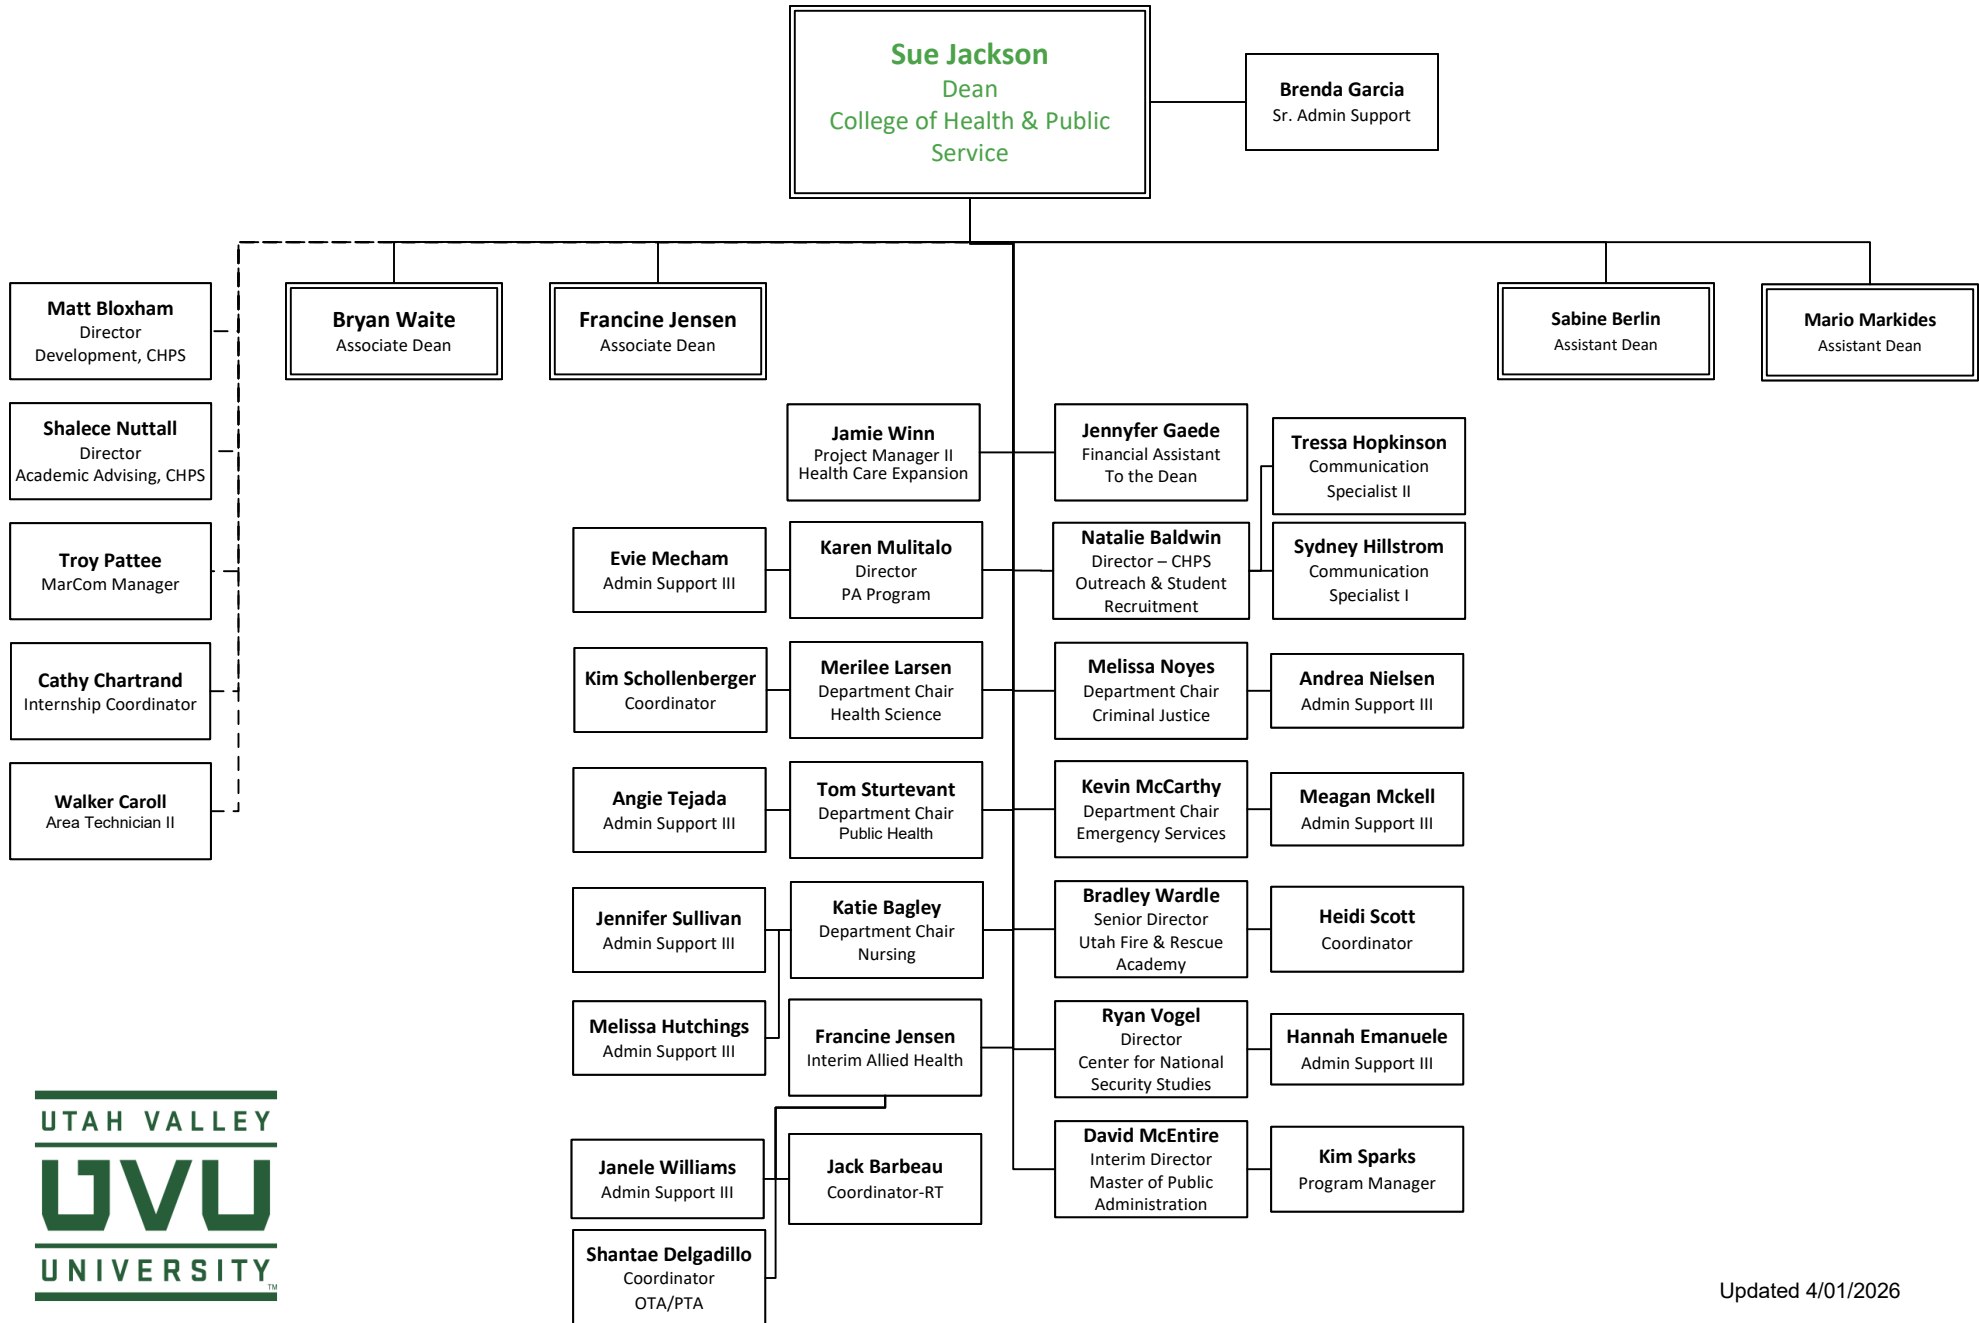 Sue Jackson
Dean
College of Health & Public
Service
Brenda Garcia
Sr. Admin Support
Matt Bloxham
Director
Development, CHPS
Bryan Waite
Associate Dean
Francine Jensen
Associate Dean
Sabine Berlin
Assistant Dean
Mario Markides
Assistant Dean
Shalece Nuttall
Director
Academic Advising, CHPS
Troy Pattee
MarCom Manager
Cathy Chartrand
Internship Coordinator
Walker Caroll
Area Technician II
Jamie Winn
Project Manager II
Health Care Expansion
Jennyfer Gaede
Financial Assistant
To the Dean
Tressa Hopkinson
Communication
Specialist II
Evie Mecham
Admin Support III
Karen Mulitalo
Director
PA Program
Natalie Baldwin
Director – CHPS
Outreach & Student
Recruitment
Sydney Hillstrom
Communication
Specialist I
Kim Schollenberger
Coordinator
Merilee Larsen
Department Chair
Health Science
Melissa Noyes
Department Chair
Criminal Justice
Andrea Nielsen
Admin Support III
Angie Tejada
Admin Support III
Tom Sturtevant
Department Chair
Public Health
Kevin McCarthy
Department Chair
Emergency Services
Meagan Mckell
Admin Support III
Jennifer Sullivan
Admin Support III
Katie Bagley
Department Chair
Nursing
Bradley Wardle
Senior Director
Utah Fire & Rescue
Academy
Heidi Scott
Coordinator
Melissa Hutchings
Admin Support III
Francine Jensen
Interim Allied Health
Ryan Vogel
Director
Center for National
Security Studies
Hannah Emanuele
Admin Support III
Janele Williams
Admin Support III
Jack Barbeau
Coordinator-RT
David McEntire
Interim Director
Master of Public
Administration
Kim Sparks
Program Manager
Shantae Delgadillo
Coordinator
OTA/PTA
UTAH VALLEY
UVU
UNIVERSITY
TM
Updated 4/01/2026